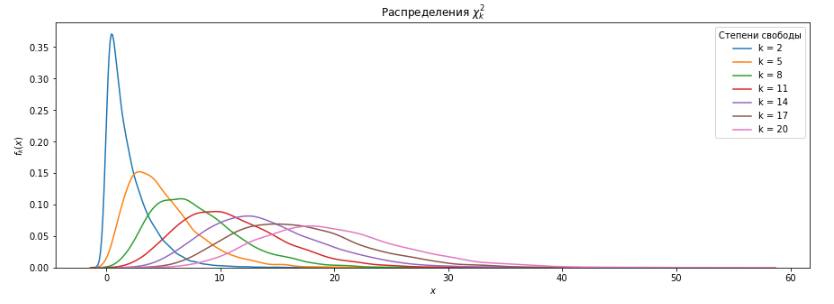 Распределения χ²ₖ
Степени свободы
k = 2
k = 5
k = 8
k = 11
k = 14
k = 17
k = 20
fₖ(x)
0.35
0.30
0.25
0.20
0.15
0.10
0.05
0.00
0 10 20 30 40 50 60
x